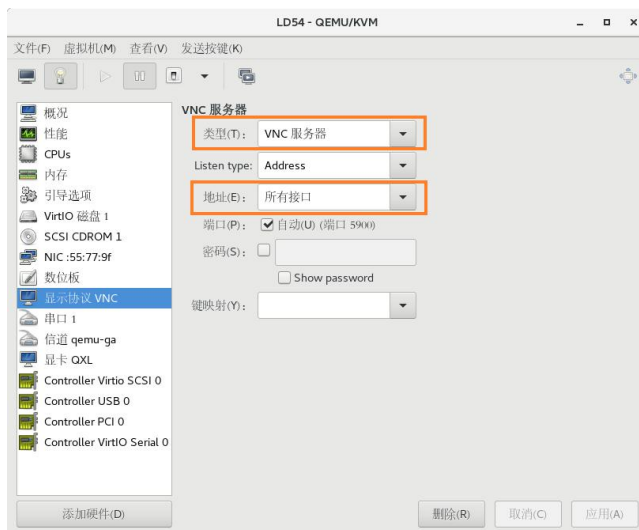 LD54 - QEMU/KVM
文件(F) 虚拟机(M) 查看(V) 发送按键(K)
概况
性能
CPUs
内存
引导选项
VirtIO 磁盘 1
SCSI CDROM 1
NIC :55:77:9f
数位板
显示协议 VNC
串口 1
信道 qemu-ga
显卡 QXL
Controller Virtio SCSI 0
Controller USB 0
Controller PCI 0
Controller VirtIO Serial 0
添加硬件(D)
VNC 服务器
类型(T): VNC 服务器
Listen type: Address
地址(E): 所有接口
端口(P): 自动(U) (端口 5900)
密码(S):
Show password
键映射(Y):
删除(R) 取消(C) 应用(A)